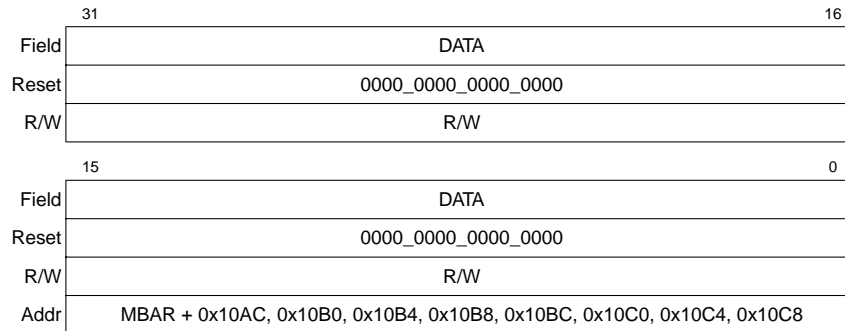 31 16
Field DATA
Reset 0000_0000_0000_0000
R/W R/W
15 0
Field DATA
Reset 0000_0000_0000_0000
R/W R/W
Addr MBAR + 0x10AC, 0x10B0, 0x10B4, 0x10B8, 0x10BC, 0x10C0, 0x10C4, 0x10C8